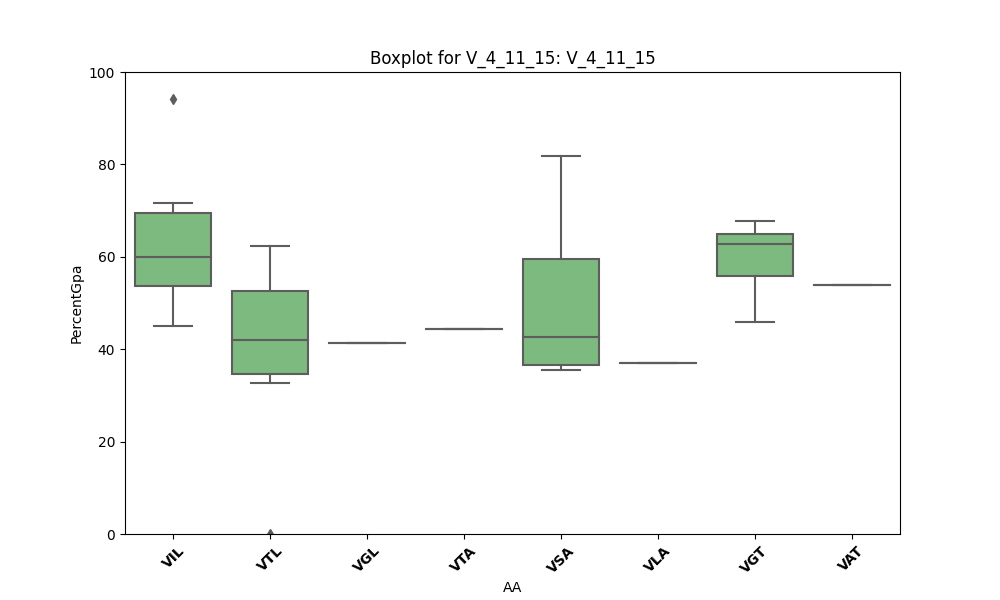 Boxplot for V_4_11_15: V_4_11_15
100
80
60
40
20
0
PercentGpa
VIL
VTL
VGL
VTA
VSA
VLA
VGT
VAT
AA